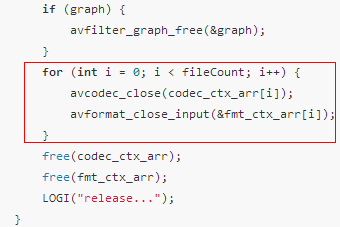 if (graph) {
avfilter_graph_free(&graph);
}
for (int i = 0; i < fileCount; i++) {
avcodec_close(codec_ctx_arr[i]);
avformat_close_input(&fmt_ctx_arr[i]);
}
free(codec_ctx_arr);
free(fmt_ctx_arr);
LOGI("release...");
}